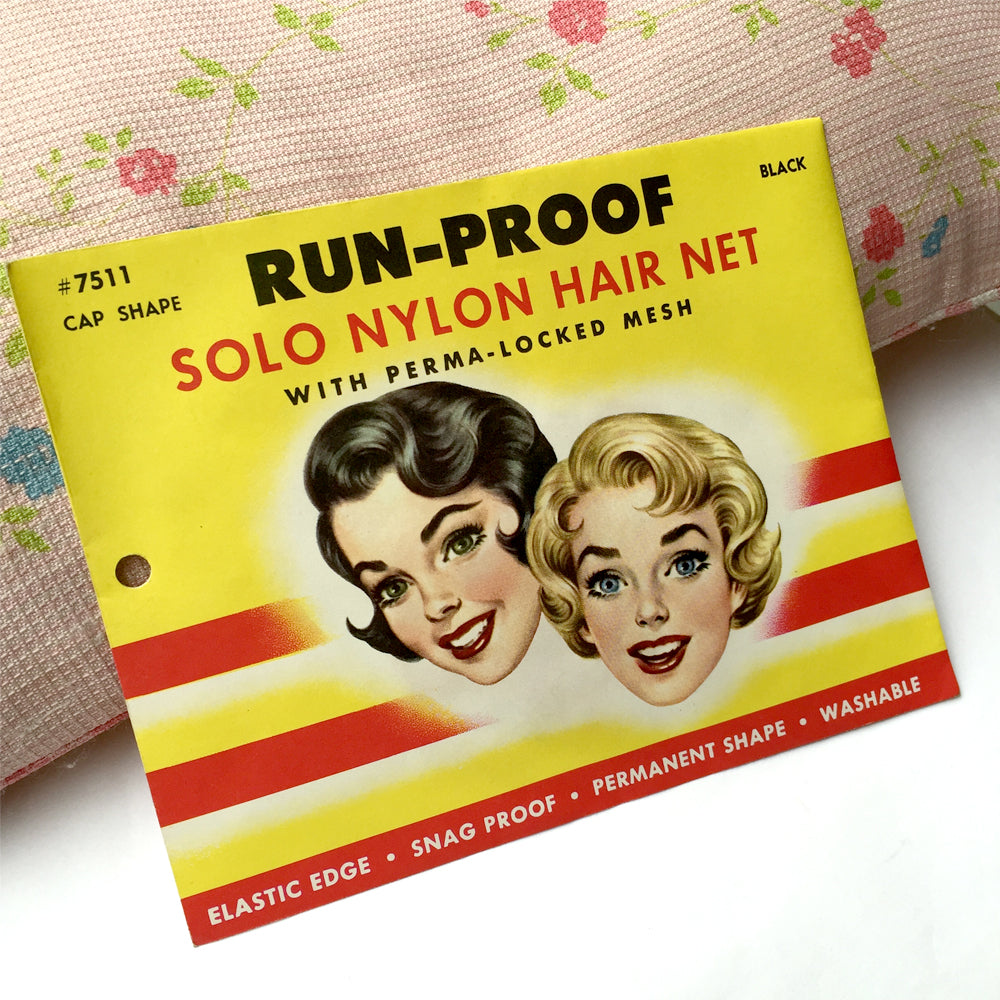 BLACK
RUN-PROOF
#7511
CAP SHAPE
SOLO NYLON HAIR NET
WITH PERMA-LOCKED MESH
ELASTIC EDGE • SNAG PROOF • PERMANENT SHAPE • WASHABLE